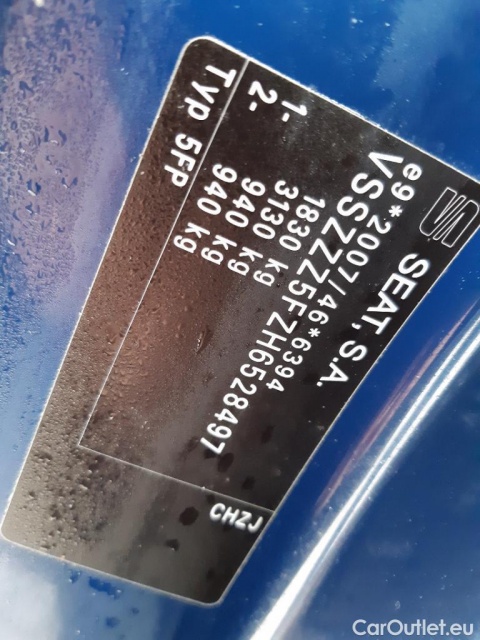 SEAT, S.A.
e9*2007/46*6394
VSSZZZ5FZH6528497
1830 kg
3130 kg
1- 940 kg
2- 940 kg
Typ 5FP
CHZJ
CarOutlet.eu